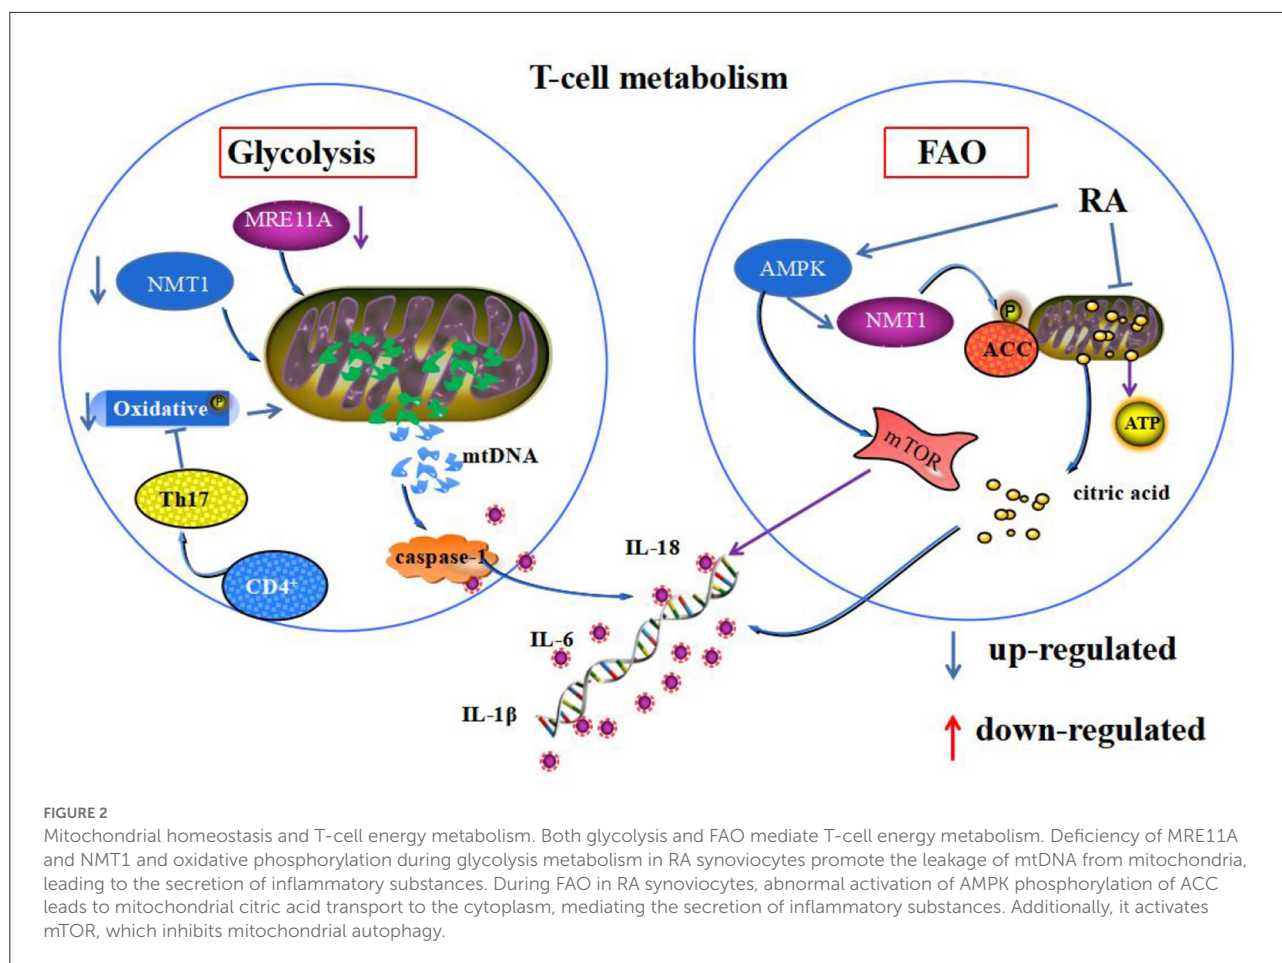 T-cell metabolism
Glycolysis
MRE11A
NMT1
Oxidative P
Th17
CD4+
mtDNA
caspase-1
FAO
RA
AMPK
NMT1
P
ACC
ATP
mTOR
citric acid
IL-18
IL-6
IL-1β
up-regulated
down-regulated
FIGURE 2
Mitochondrial homeostasis and T-cell energy metabolism. Both glycolysis and FAO mediate T-cell energy metabolism. Deficiency of MRE11A
and NMT1 and oxidative phosphorylation during glycolysis metabolism in RA synoviocytes promote the leakage of mtDNA from mitochondria,
leading to the secretion of inflammatory substances. During FAO in RA synoviocytes, abnormal activation of AMPK phosphorylation of ACC
leads to mitochondrial citric acid transport to the cytoplasm, mediating the secretion of inflammatory substances. Additionally, it activates
mTOR, which inhibits mitochondrial autophagy.